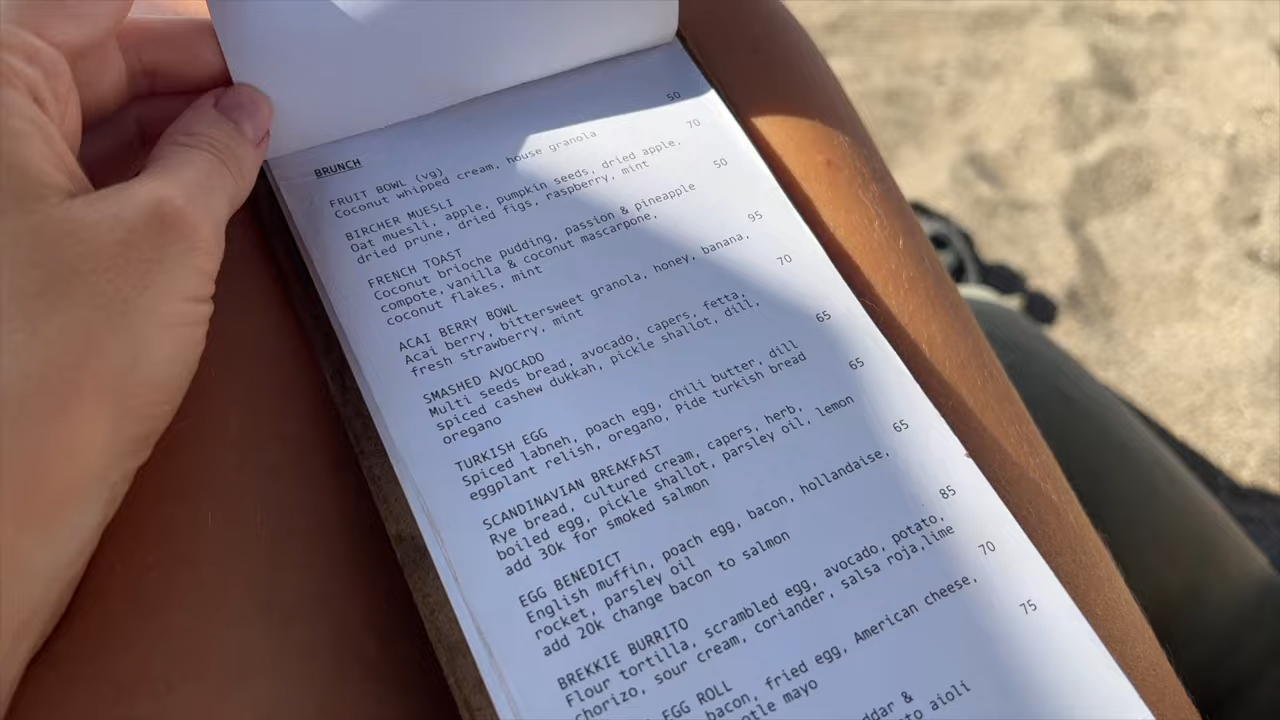 BRUNCH
FRUIT BOWL (vg) 50
Coconut whipped cream, house granola
BIRCHER MUESLI 70
Oat muesli, apple, pumpkin seeds, dried apple,
dried prune, dried figs, raspberry, mint
FRENCH TOAST 50
Coconut brioche pudding, passion & pineapple
compote, vanilla & coconut mascarpone,
coconut flakes, mint
ACAI BERRY BOWL 95
Acai berry, bittersweet granola, honey, banana,
fresh strawberry, mint
SMASHED AVOCADO 70
Multi seeds bread, avocado, capers, fetta,
spiced cashew dukkah, pickle shallot, dill,
oregano
TURKISH EGG 65
Spiced labneh, poach egg, chili butter, dill
eggplant relish, oregano, Pide turkish bread
SCANDINAVIAN BREAKFAST 65
Rye bread, cultured cream, capers, herb,
boiled egg, pickle shallot, parsley oil, lemon
add 30k for smoked salmon
EGG BENEDICT 65
English muffin, poach egg, bacon, hollandaise,
rocket, parsley oil
add 20k change bacon to salmon
BREKKIE BURRITO 85
Flour tortilla, scrambled egg, avocado, potato,
chorizo, sour cream, coriander, salsa roja,lime
EGG ROLL 70
bacon, fried egg, American cheese,
mayo
75
&
aioli